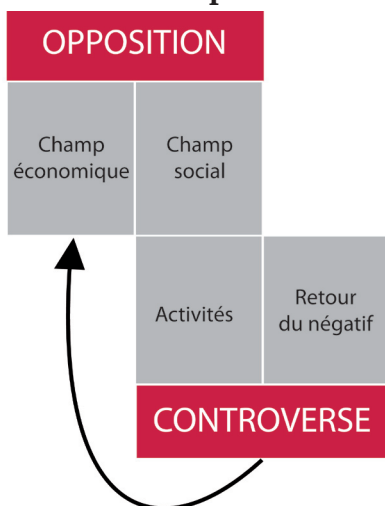 OPPOSITION
Champ
économique
Champ
social
Activités
Retour
du négatif
CONTROVERSE